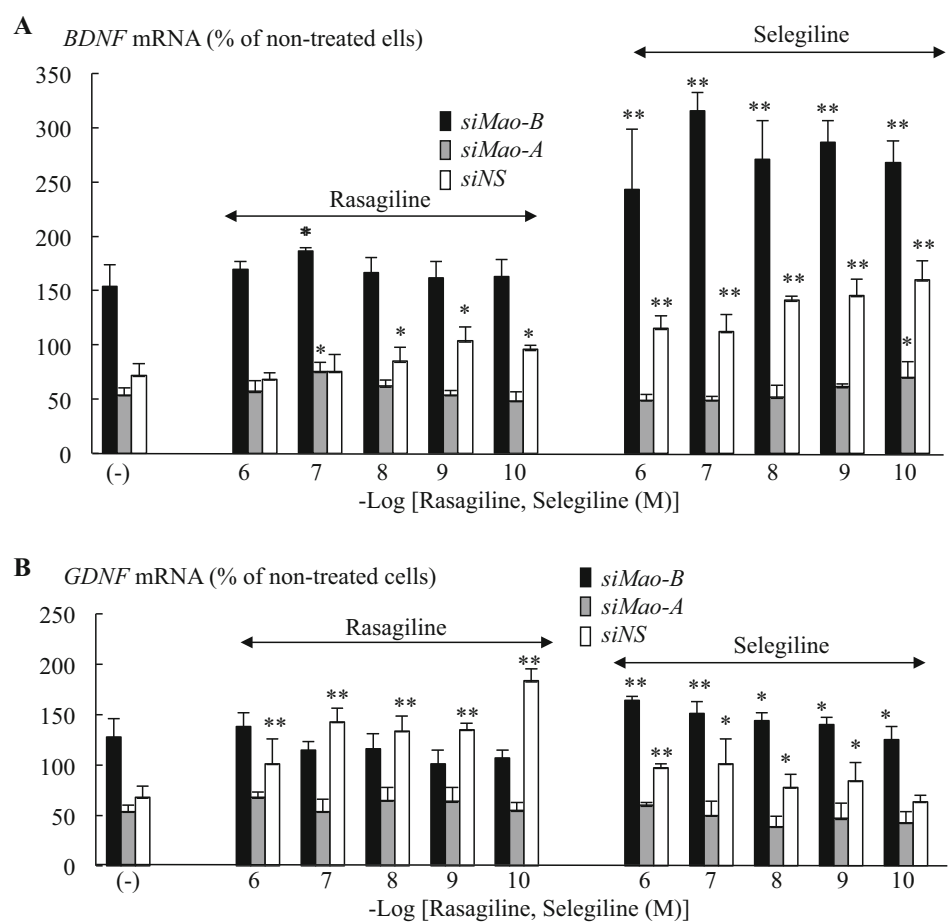 A
BDNF mRNA (% of non-treated ells)
Selegiline
**
**
**
**
**
350
300
250
200
150
100
50
0
siMao-B
siMao-A
siNS
Rasagiline
*
*
*
*
*
**
**
**
**
**
*
(-)
6 7 8 9 10 6 7 8 9 10
-Log [Rasagiline, Selegiline (M)]
B
GDNF mRNA (% of non-treated cells)
siMao-B
siMao-A
siNS
250
200
150
100
50
0
Rasagiline
Selegiline
**
**
**
**
**
**
**
*
*
*
**
*
*
*
(-)
6 7 8 9 10 6 7 8 9 10
-Log [Rasagiline, Selegiline (M)]